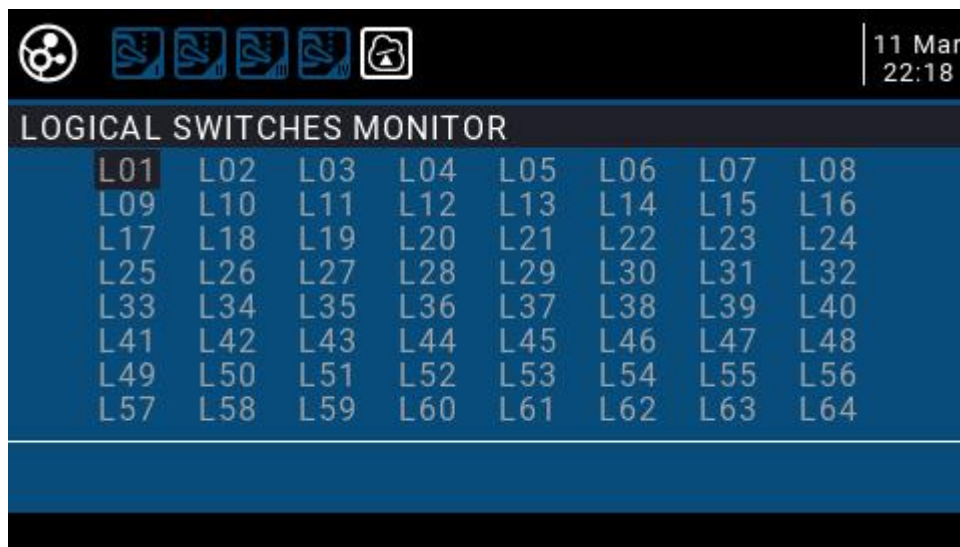 11 Mar
22:18
LOGICAL SWITCHES MONITOR
L01 L02 L03 L04 L05 L06 L07 L08
L09 L10 L11 L12 L13 L14 L15 L16
L17 L18 L19 L20 L21 L22 L23 L24
L25 L26 L27 L28 L29 L30 L31 L32
L33 L34 L35 L36 L37 L38 L39 L40
L41 L42 L43 L44 L45 L46 L47 L48
L49 L50 L51 L52 L53 L54 L55 L56
L57 L58 L59 L60 L61 L62 L63 L64